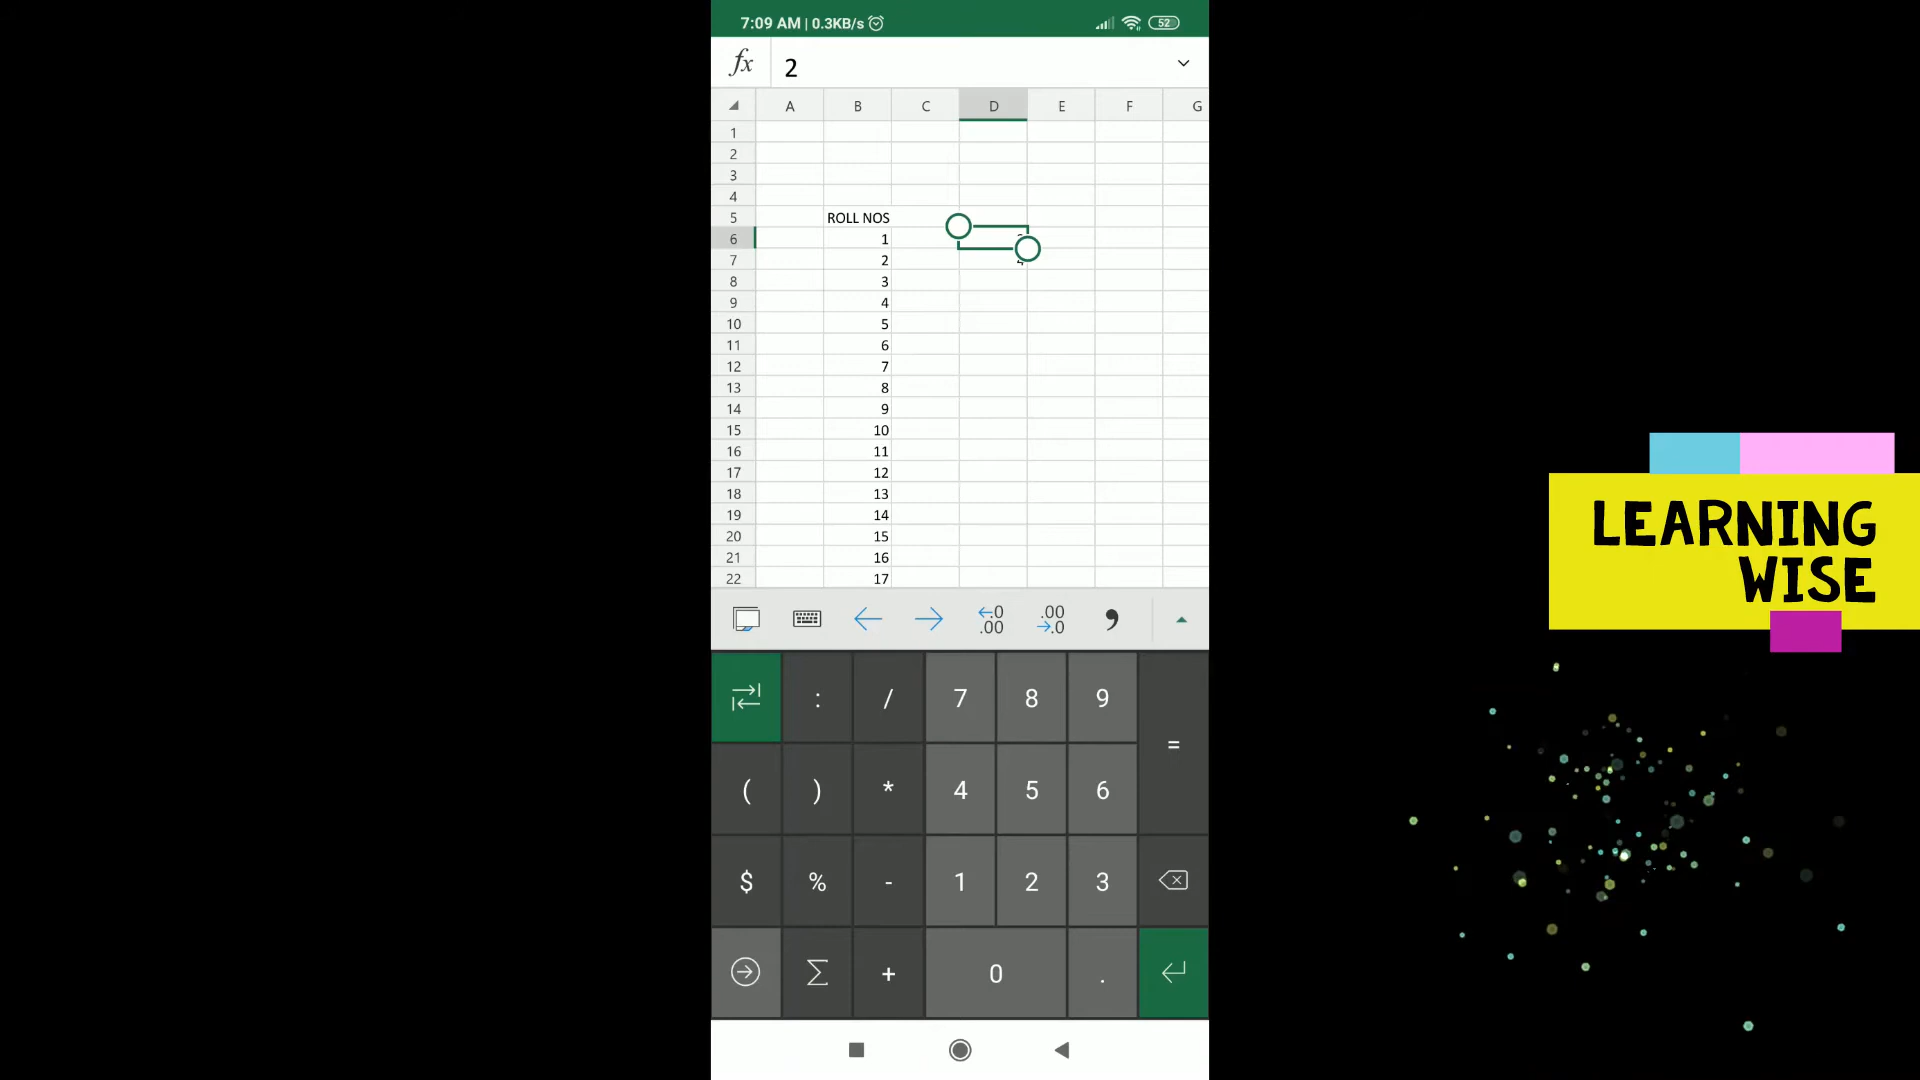 7:09 AM | 0.3KB/s
52
fx 2
A B C D E F G
1
2
3
4
5 ROLL NOS
6 1
7 2
8 3
9 4
10 5
11 6
12 7
13 8
14 9
15 10
16 11
17 12
18 13
19 14
20 15
21 16
22 17
←.0 .00
.00 →.0
,
: / 7 8 9
=
( ) * 4 5 6
$ % - 1 2 3
Σ + 0 .
LEARNING
WISE